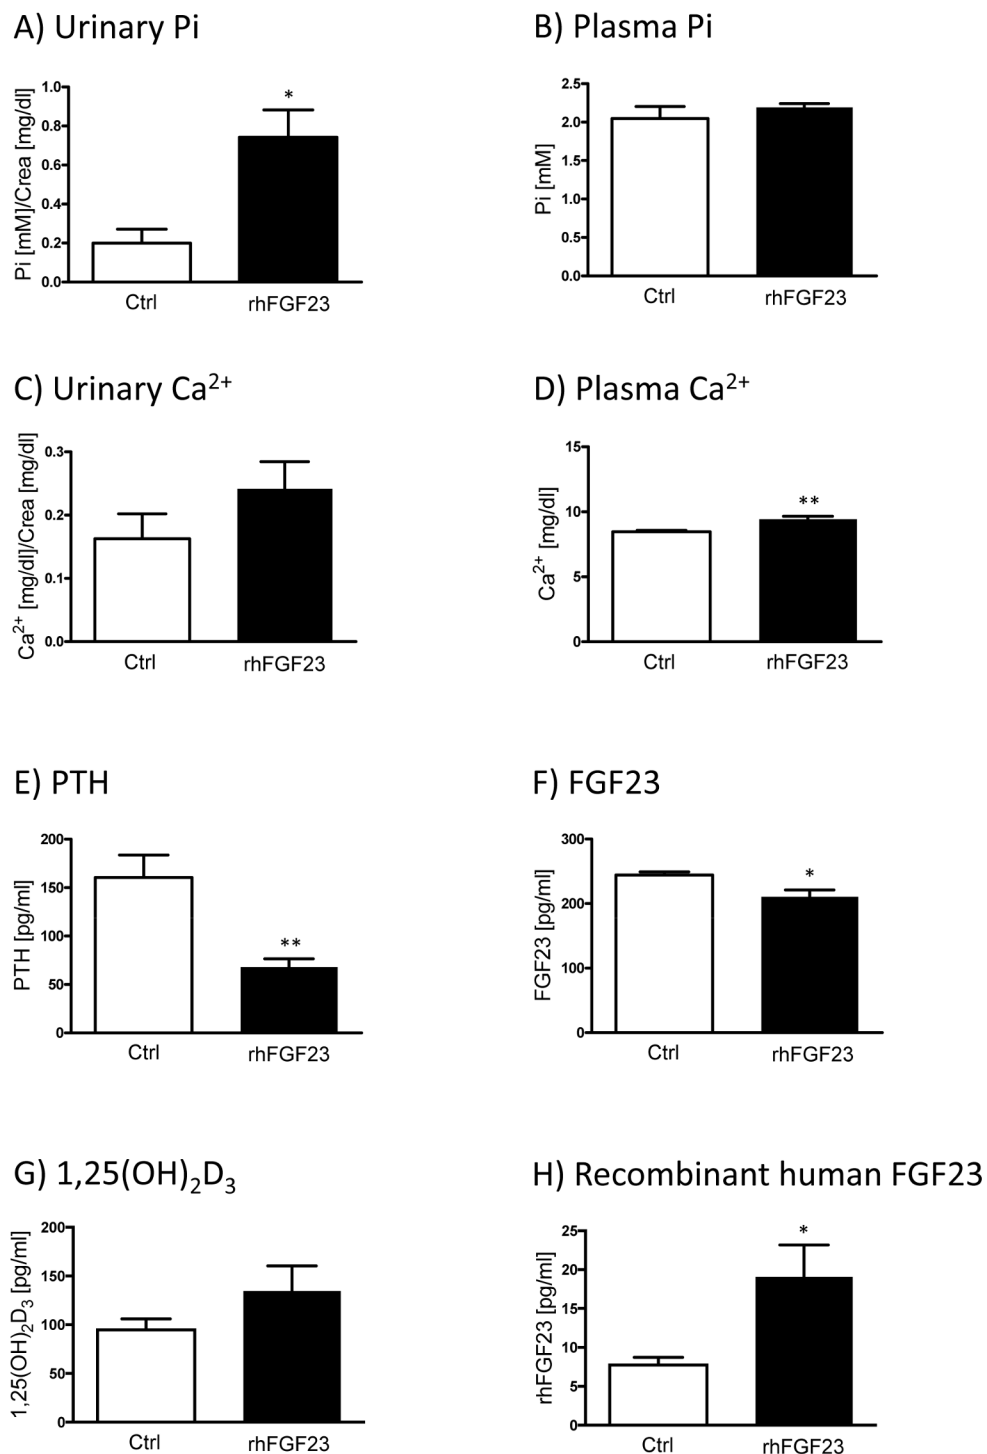 A) Urinary Pi
Pi [mM]/Crea [mg/dl]
1.0
0.8
0.6
0.4
0.2
0.0
*
Ctrl
rhFGF23
B) Plasma Pi
Pi [mM]
2.5
2.0
1.5
1.0
0.5
0.0
Ctrl
rhFGF23
C) Urinary Ca²⁺
Ca²⁺ [mg/dl]/Crea [mg/dl]
0.3
0.2
0.1
0.0
Ctrl
rhFGF23
D) Plasma Ca²⁺
Ca²⁺ [mg/dl]
15
10
5
0
**
Ctrl
rhFGF23
E) PTH
PTH [pg/ml]
200
150
100
50
0
**
Ctrl
rhFGF23
F) FGF23
FGF23 [pg/ml]
300
200
100
0
*
Ctrl
rhFGF23
G) 1,25(OH)₂D₃
1,25(OH)₂D₃ [pg/ml]
200
150
100
50
0
Ctrl
rhFGF23
H) Recombinant human FGF23
rhFGF23 [pg/ml]
25
20
15
10
5
0
*
Ctrl
rhFGF23